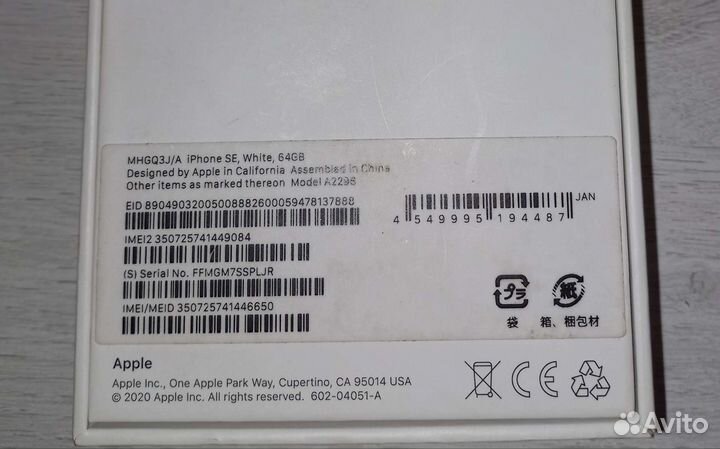 MHGQ3J/A iPhone SE, White, 64GB
Designed by Apple in California Assembled in China
Other items as marked thereon Model A2296
EID 89049032005008882600059478137888
JAN
4 549995 194487
IMEI2 350725741449084
(S) Serial No. FFMGM7SSPLJR
IMEI/MEID 350725741446650
プラ
紙
袋 箱、梱包材
Apple
Apple Inc., One Apple Park Way, Cupertino, CA 95014 USA
© 2020 Apple Inc. All rights reserved. 602-04051-A
CE
Avito